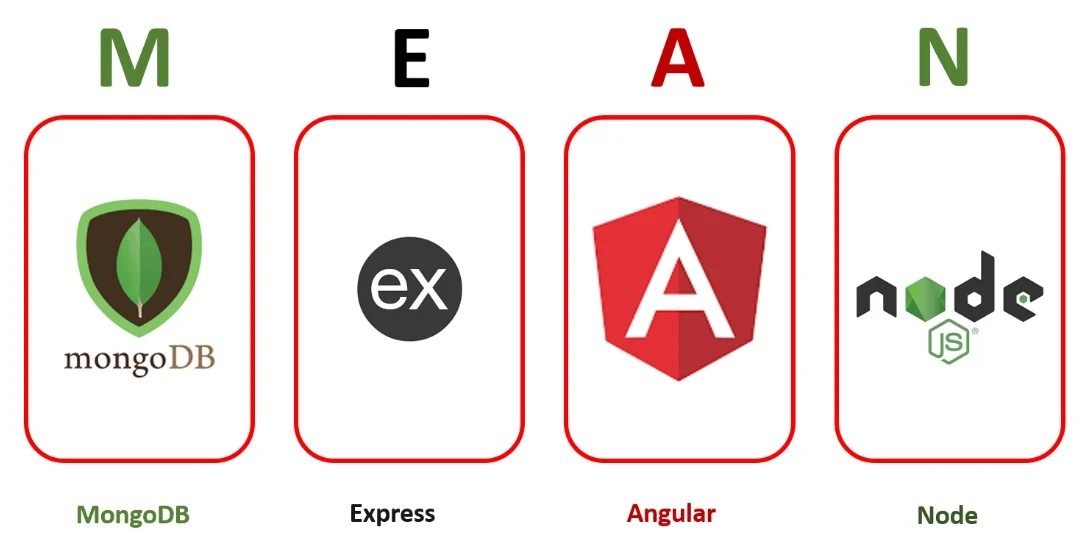 M E A N
mongoDB
ex
A
node
JS®
MongoDB Express Angular Node